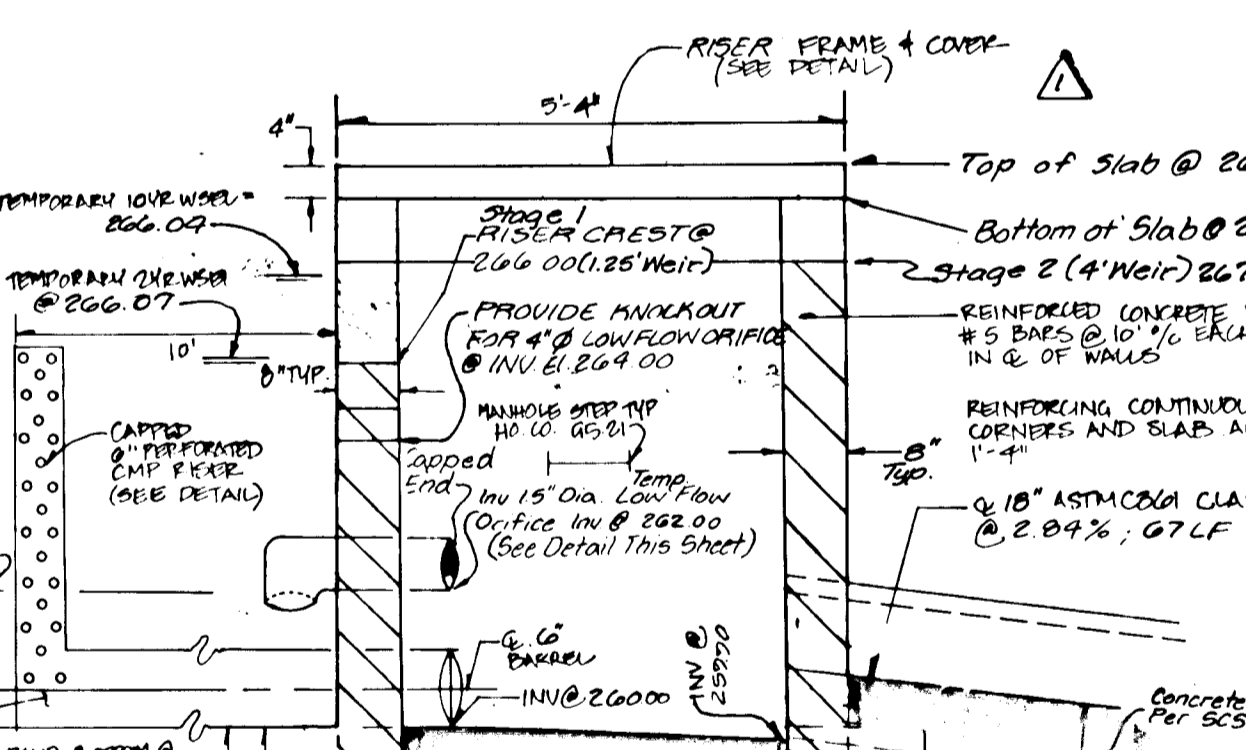 RISER FRAME & COVER
(SEE DETAIL)
1
5'-4"
4"
Top of Slab @
TEMPORARY 10YR WSEL =
266.09
Bottom of Slab @
Stage 1
RISER CREST @
266.00 (1.25' Weir)
Stage 2 (4' Weir) 267
TEMPORARY 2YR WSEL
@ 266.07
PROVIDE KNOCKOUT
FOR 4" Ø LOW FLOW ORIFICE
@ INV. El. 264.00
REINFORCED CONCRETE
#5 BARS @ 10" %
IN ℄ OF WALLS
10'
8" TYP.
MANHOLE STEP TYP
HO. CO. G5.21
REINFORCING
CORNERS AND SLAB
1'-4"
CAPPED
6" PERFORATED
CMP RISER
(SEE DETAIL)
Capped
End
8"
Typ.
Temp.
Inv 1.5" Dia. Low Flow
Orifice Inv @ 262.00
(See Detail This Sheet)
℄ 18" ASTM C361
@ 2.84% ; 67 LF
℄ 6"
BARREL
INV @ 260.00
INV @
259.90
Concrete
Per SCS